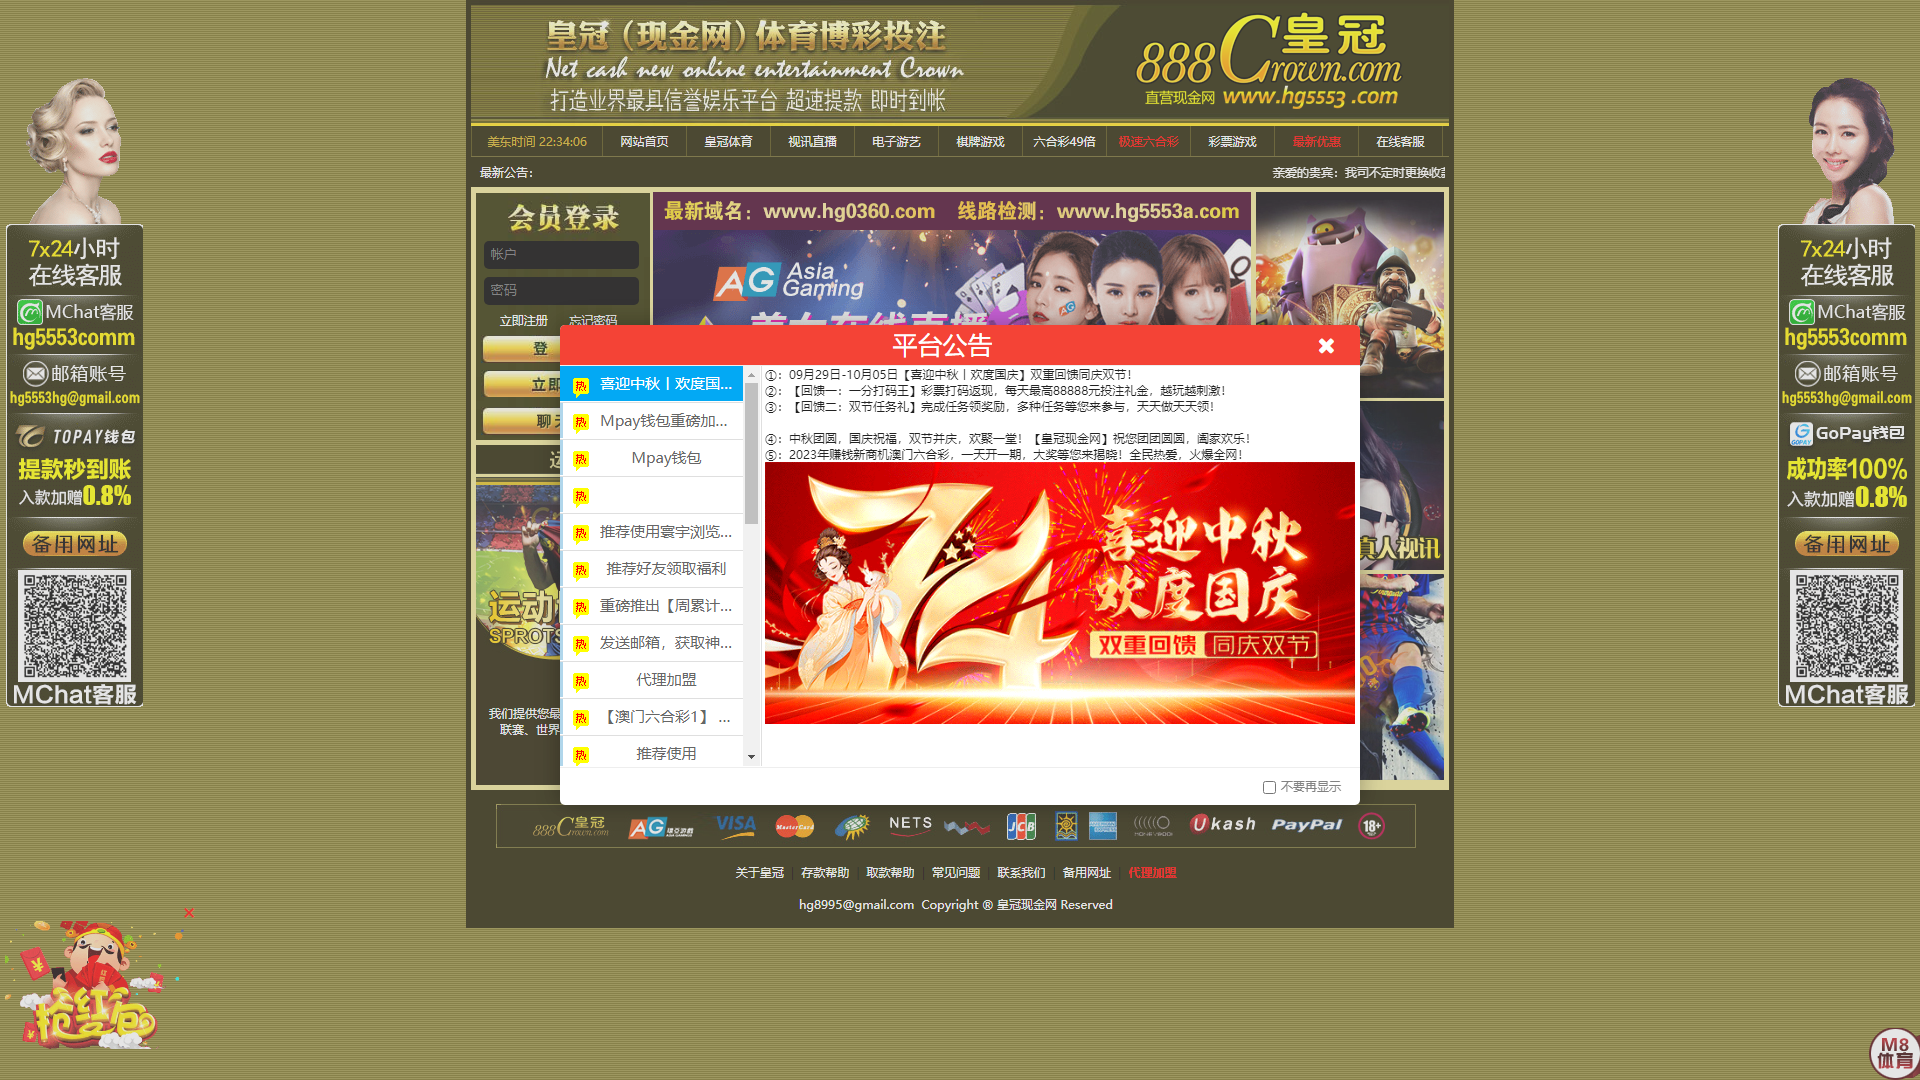 皇冠（现金网）体育博彩投注
Net cash new online entertainment Crown
打造业界最具信誉娱乐平台 超速提款 即时到帐
888Crown.com 皇冠
直营现金网 www.hg5553.com
美东时间 22:34:06 网站首页 皇冠体育 视讯直播 电子游艺 棋牌游戏 六合彩49倍 极速六合彩 彩票游戏 最新优惠 在线客服
最新公告： 亲爱的贵宾：我司不定时更换收款
会员登录
帐户
密码
立即注册 忘记密码
登
立即
聊天
最新域名：www.hg0360.com 线路检测：www.hg5553a.com
AG Asia Gaming
美女在线直播
平台公告
喜迎中秋丨欢度国...
热 Mpay钱包重磅加...
热 Mpay钱包
热
热 推荐使用寰宇浏览...
热 推荐好友领取福利
热 重磅推出【周累计...
热 发送邮箱，获取神...
热 代理加盟
热 【澳门六合彩1】 ...
热 推荐使用
①：09月29日-10月05日【喜迎中秋丨欢度国庆】双重回馈同庆双节！
②：【回馈一：一分打码王】彩票打码返现，每天最高88888元投注礼金，越玩越刺激！
③：【回馈二：双节任务礼】完成任务领奖励，多种任务等您来参与，天天做天天领！
④：中秋团圆，国庆祝福，双节并庆，欢聚一堂！【皇冠现金网】祝您团团圆圆，阖家欢乐！
⑤：2023年赚钱新商机澳门六合彩，一天开一期，大奖等您来揭晓！全民热爱，火爆全网！
74
喜迎中秋
欢度国庆
双重回馈 同庆双节
不要再显示
运动
SPROTS
我们提供您最
联赛、世界
真人视讯
7x24小时
在线客服
MChat客服
hg5553comm
邮箱账号
hg5553hg@gmail.com
TOPAY钱包
提款秒到账
入款加赠0.8%
备用网址
MChat客服
7x24小时
在线客服
MChat客服
hg5553comm
邮箱账号
hg5553hg@gmail.com
GoPay钱包
成功率100%
入款加赠0.8%
备用网址
MChat客服
888Crown.com 皇冠 AG VISA MasterCard NETS JCB Ukash PayPal 18+
关于皇冠 存款帮助 取款帮助 常见问题 联系我们 备用网址 代理加盟
hg8995@gmail.com Copyright ® 皇冠现金网 Reserved
抢红包
M8
体育